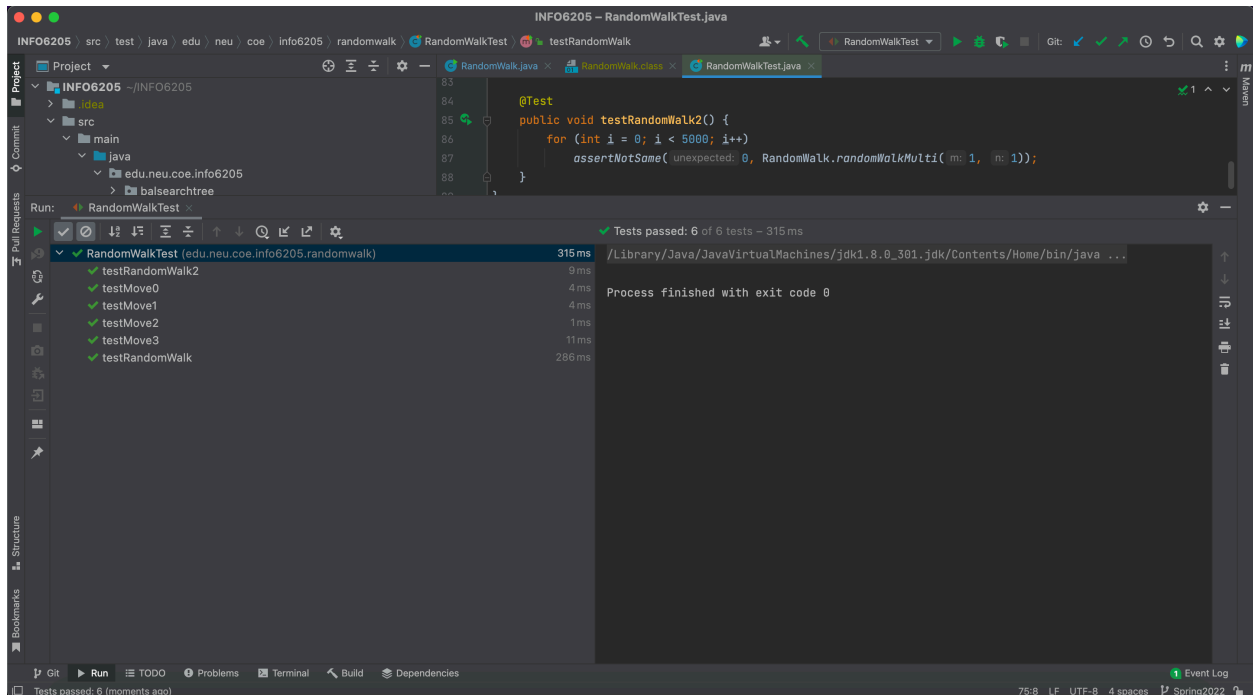 INFO6205 – RandomWalkTest.java
INFO6205 〉 src 〉 test 〉 java 〉 edu 〉 neu 〉 coe 〉 info6205 〉 randomwalk 〉 RandomWalkTest 〉 testRandomWalk
RandomWalkTest
Git:
Project
Project
RandomWalk.java
RandomWalk.class
RandomWalkTest.java
Maven
INFO6205 ~/INFO6205
.idea
src
main
java
edu.neu.coe.info6205
balsearchtree
83
84 @Test
1
85 public void testRandomWalk2() {
86 for (int i = 0; i < 5000; i++)
87 assertNotSame( unexpected: 0, RandomWalk.randomWalkMulti( m: 1, n: 1));
88 }
Commit
Pull Requests
Run: RandomWalkTest
Tests passed: 6 of 6 tests – 315 ms
RandomWalkTest (edu.neu.coe.info6205.randomwalk) 315 ms
testRandomWalk2 9 ms
testMove0 4 ms
testMove1 4 ms
testMove2 1 ms
testMove3 11 ms
testRandomWalk 286 ms
/Library/Java/JavaVirtualMachines/jdk1.8.0_301.jdk/Contents/Home/bin/java ...
Process finished with exit code 0
Structure
Bookmarks
Git Run TODO Problems Terminal Build Dependencies
1 Event Log
Tests passed: 6 (moments ago)
75:8 LF UTF-8 4 spaces Spring2022